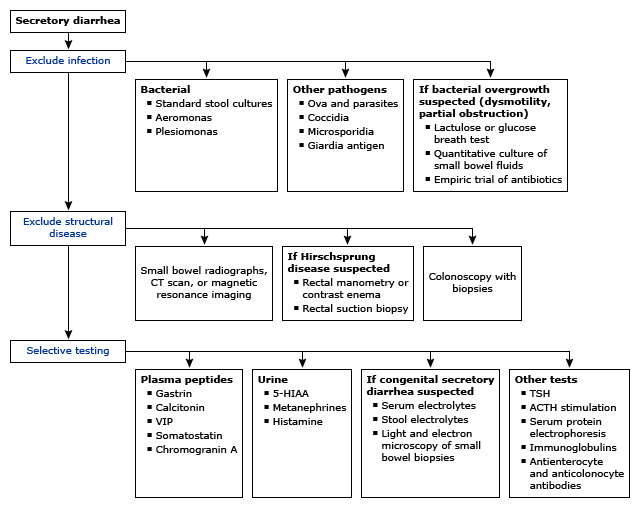 Secretory diarrhea
Exclude infection
Bacterial
▪ Standard stool cultures
▪ Aeromonas
▪ Plesiomonas
Other pathogens
▪ Ova and parasites
▪ Coccidia
▪ Microsporidia
▪ Giardia antigen
If bacterial overgrowth
suspected (dysmotility,
partial obstruction)
▪ Lactulose or glucose
breath test
▪ Quantitative culture of
small bowel fluids
▪ Empiric trial of antibiotics
Exclude structural
disease
Small bowel radiographs,
CT scan, or magnetic
resonance imaging
If Hirschsprung
disease suspected
▪ Rectal manometry or
contrast enema
▪ Rectal suction biopsy
Colonoscopy with
biopsies
Selective testing
Plasma peptides
▪ Gastrin
▪ Calcitonin
▪ VIP
▪ Somatostatin
▪ Chromogranin A
Urine
▪ 5-HIAA
▪ Metanephrines
▪ Histamine
If congenital secretory
diarrhea suspected
▪ Serum electrolytes
▪ Stool electrolytes
▪ Light and electron
microscopy of small
bowel biopsies
Other tests
▪ TSH
▪ ACTH stimulation
▪ Serum protein
electrophoresis
▪ Immunoglobulins
▪ Antienterocyte
and anticolonocyte
antibodies